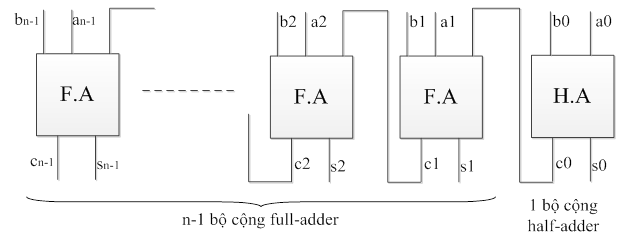 bn-1 an-1 b2 a2 b1 a1 b0 a0
F.A F.A F.A H.A
cn-1 sn-1 c2 s2 c1 s1 c0 s0
n-1 bộ cộng full-adder
1 bộ cộng
half-adder